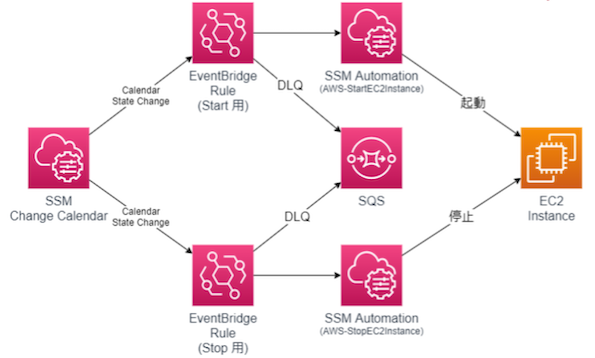 EventBridge
Rule
(Start 用)
SSM Automation
(AWS-StartEC2Instance)
Calendar
State Change
DLQ
起動
SSM
Change Calendar
SQS
EC2
Instance
Calendar
State Change
DLQ
停止
EventBridge
Rule
(Stop 用)
SSM Automation
(AWS-StopEC2Instance)